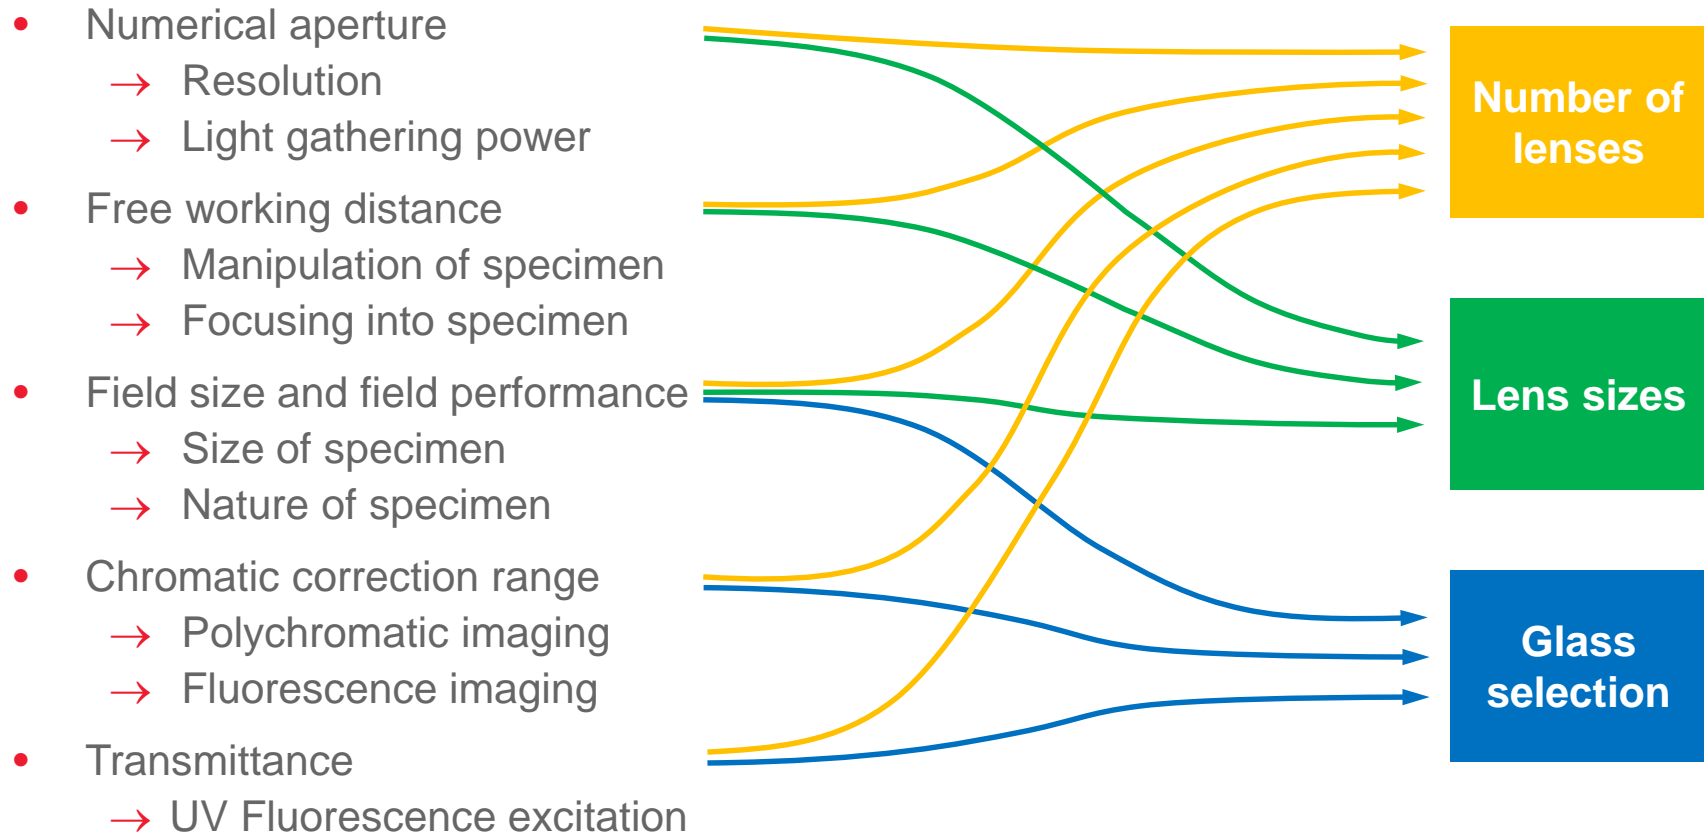 • Numerical aperture
→ Resolution
→ Light gathering power
• Free working distance
→ Manipulation of specimen
→ Focusing into specimen
• Field size and field performance
→ Size of specimen
→ Nature of specimen
• Chromatic correction range
→ Polychromatic imaging
→ Fluorescence imaging
• Transmittance
→ UV Fluorescence excitation
Number of
lenses
Lens sizes
Glass
selection